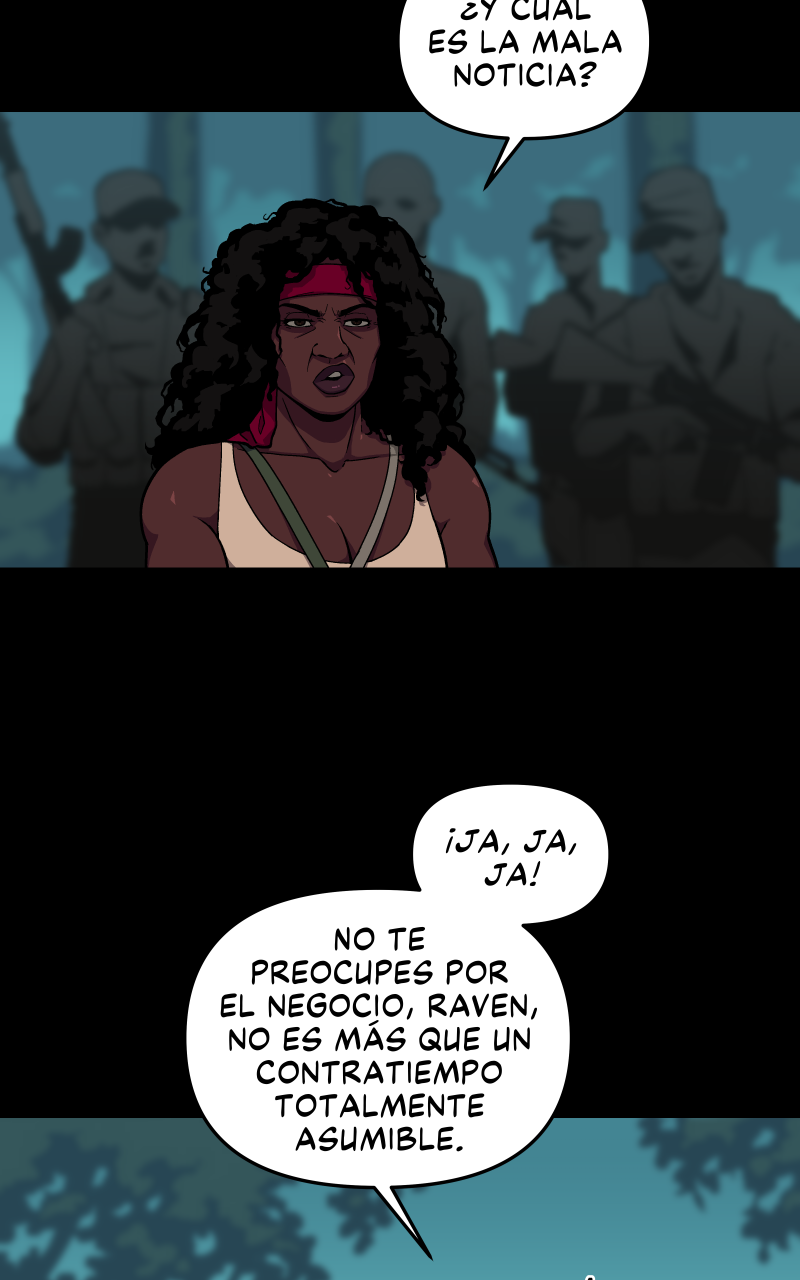 ¿Y CUÁL
ES LA MALA
NOTICIA?
¡JA, JA,
JA!
NO TE
PREOCUPES POR
EL NEGOCIO, RAVEN,
NO ES MÁS QUE UN
CONTRATIEMPO
TOTALMENTE
ASUMIBLE.